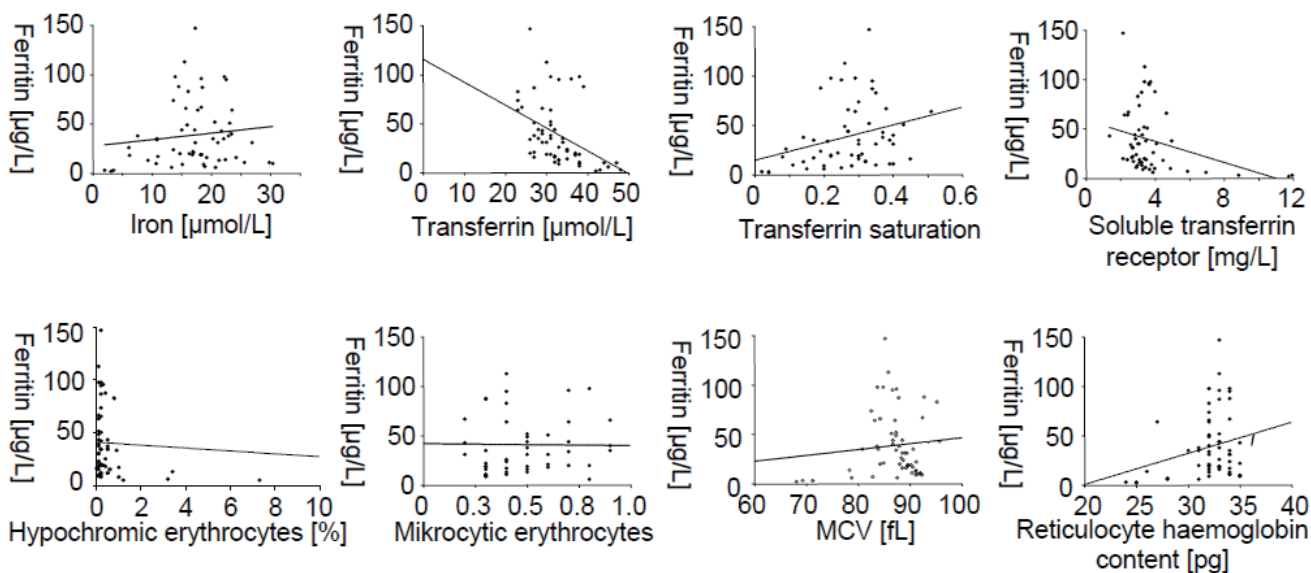 Ferritin [µg/L]
150
100
50
0
0 10 20 30
Iron [µmol/L]
Ferritin [µg/L]
150
100
50
0
0 10 20 30 40 50
Transferrin [µmol/L]
Ferritin [µg/L]
150
100
50
0
0 0.2 0.4 0.6
Transferrin saturation
Ferritin [µg/L]
150
100
50
0
0 4 8 12
Soluble transferrin
receptor [mg/L]
Ferritin [µg/L]
150
100
50
0
0 2 4 6 8 10
Hypochromic erythrocytes [%]
Ferritin [µg/L]
150
100
50
0
0 0.3 0.5 0.8 1.0
Mikrocytic erythrocytes
Ferritin [µg/L]
150
100
50
0
60 70 80 90 100
MCV [fL]
Ferritin [µg/L]
150
100
50
0
20 25 30 35 40
Reticulocyte haemoglobin
content [pg]